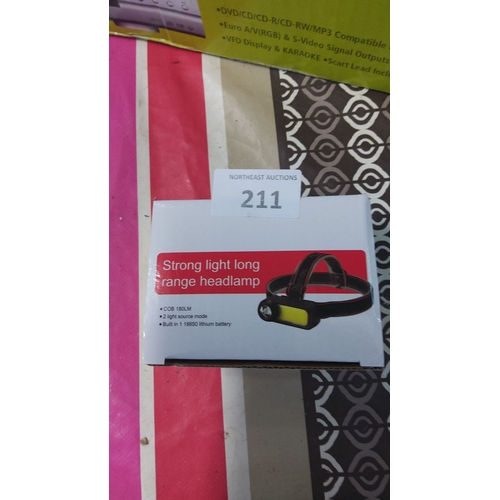 •DVD/CD/CD-R/CD-RW/MP3 Compatible
•Euro A/V(RGB) & S-Video Signal Outputs
•VFD Display & KARAOKE •Scart Lead Incl
NORTHEAST AUCTIONS
211
Strong light long
range headlamp
•COB 160LM
•2 light source mode
•Built in 1 18650 lithium battery